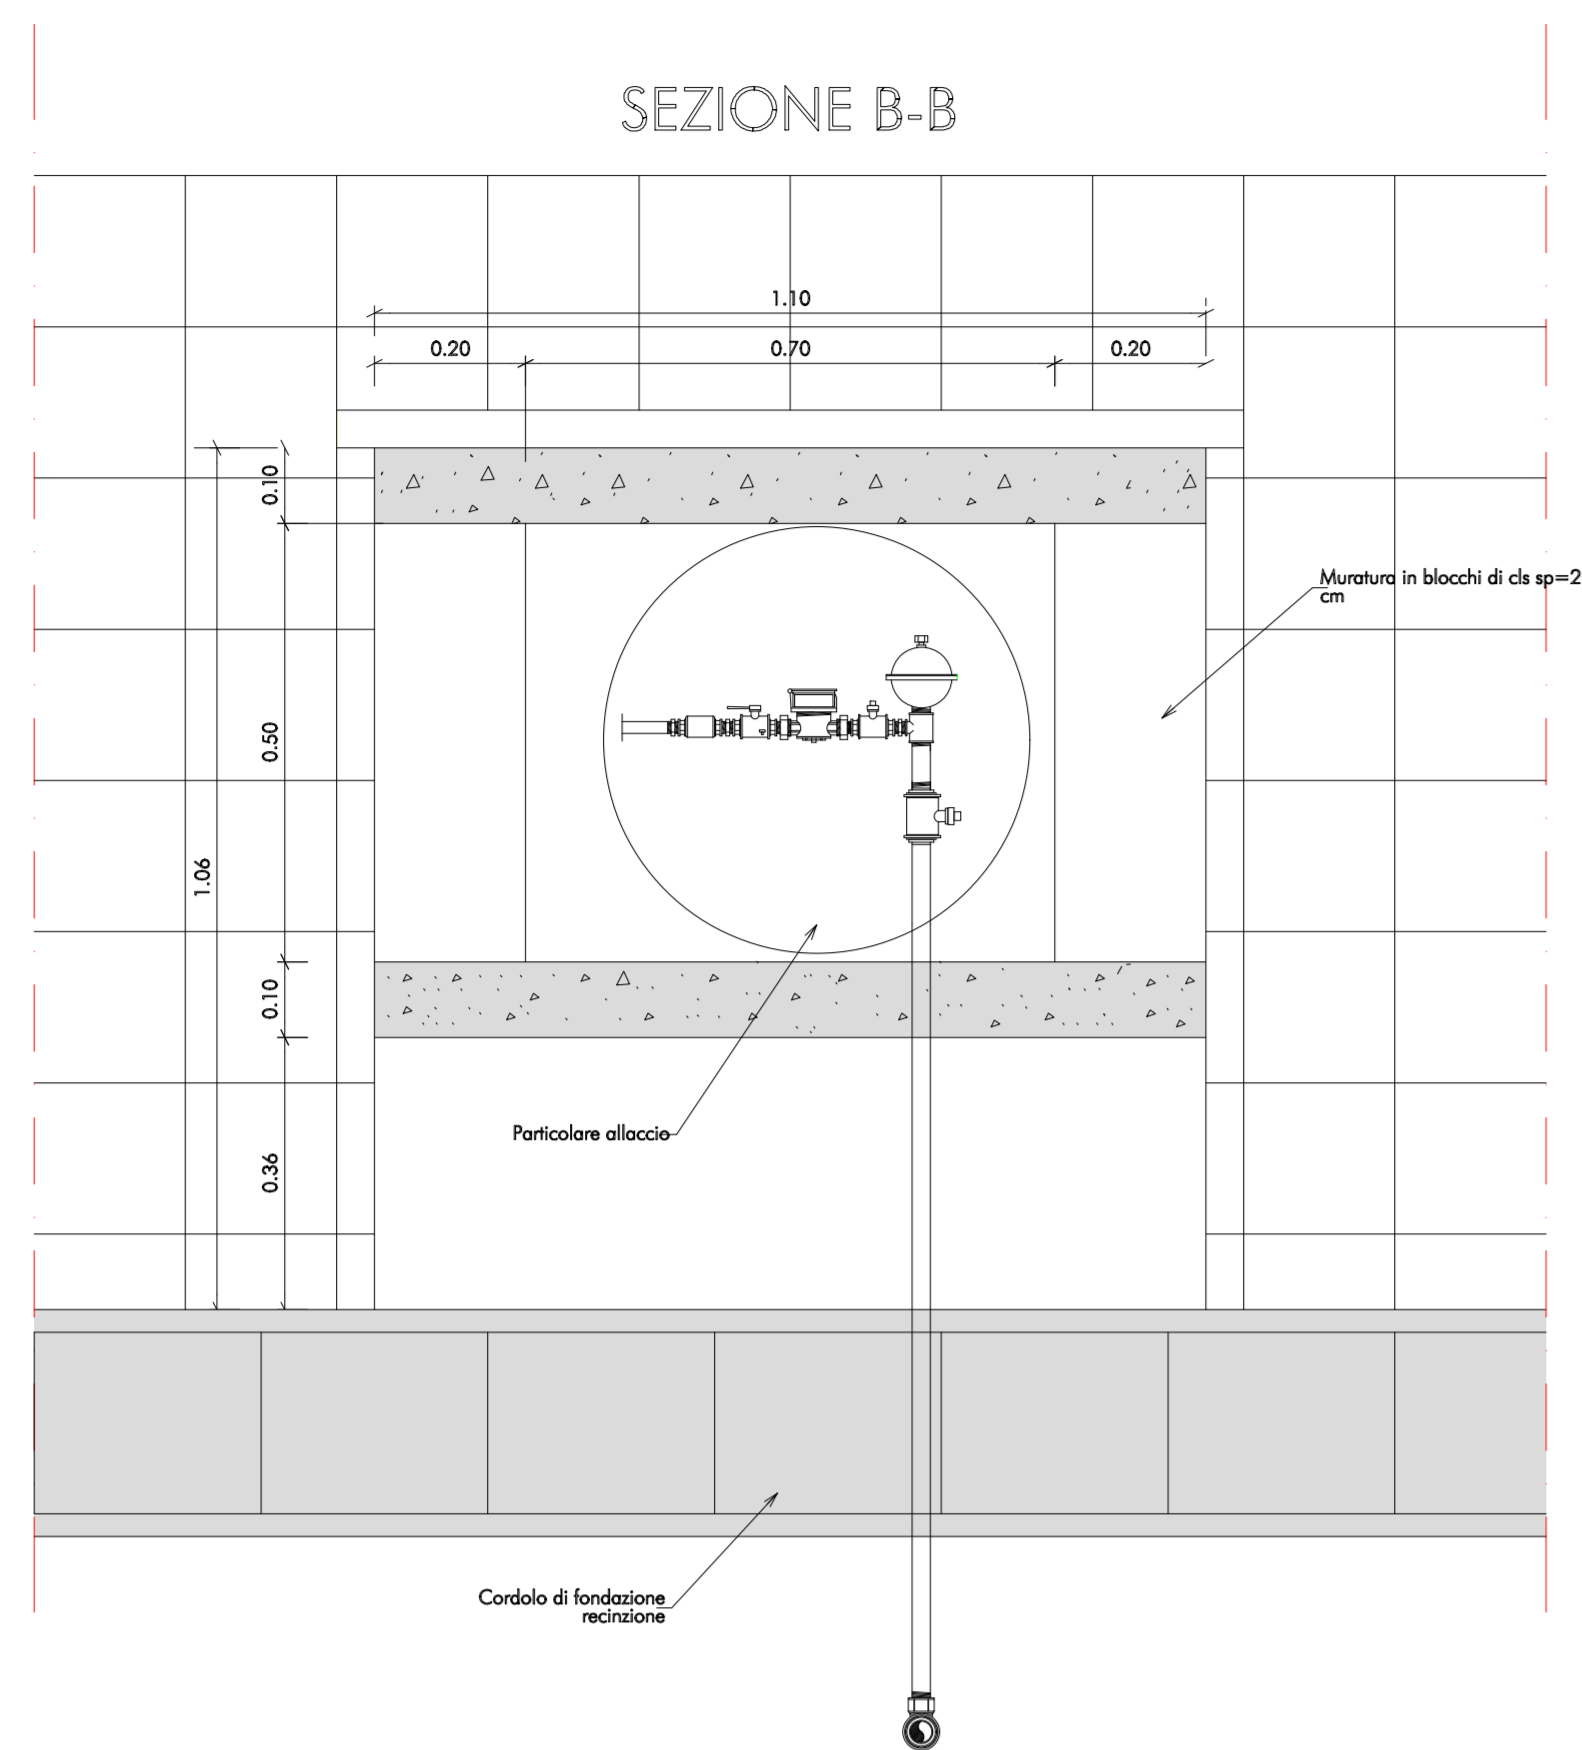 SEZIONE B-B
1.10
0.20
0.70
0.20
0.10
Muratura in blocchi di cls sp=2
cm
0.50
1.06
0.10
Particolare allaccio
0.36
Cordolo di fondazione
recinzione